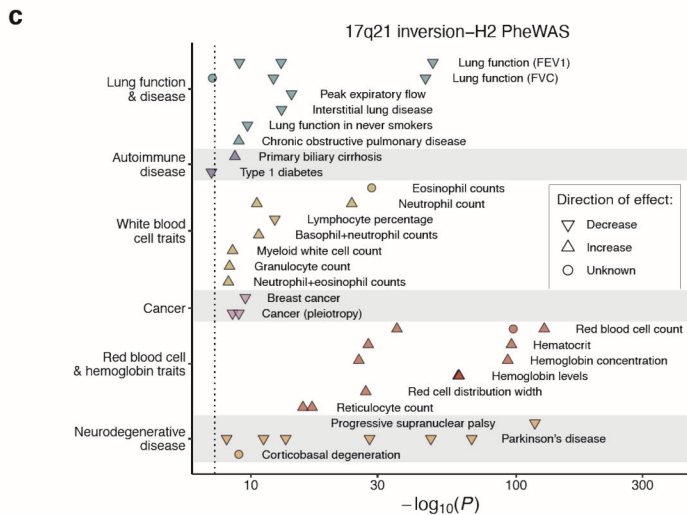 c
17q21 inversion–H2 PheWAS
Lung function
& disease
Lung function (FEV1)
Lung function (FVC)
Peak expiratory flow
Interstitial lung disease
Lung function in never smokers
Chronic obstructive pulmonary disease
Autoimmune
disease
Primary biliary cirrhosis
Type 1 diabetes
White blood
cell traits
Eosinophil counts
Neutrophil count
Lymphocyte percentage
Basophil+neutrophil counts
Myeloid white cell count
Granulocyte count
Neutrophil+eosinophil counts
Direction of effect:
Decrease
Increase
Unknown
Cancer
Breast cancer
Cancer (pleiotropy)
Red blood cell
& hemoglobin traits
Red blood cell count
Hematocrit
Hemoglobin concentration
Hemoglobin levels
Red cell distribution width
Reticulocyte count
Neurodegenerative
disease
Progressive supranuclear palsy
Parkinson's disease
Corticobasal degeneration
10 30 100 300
−log10(P)